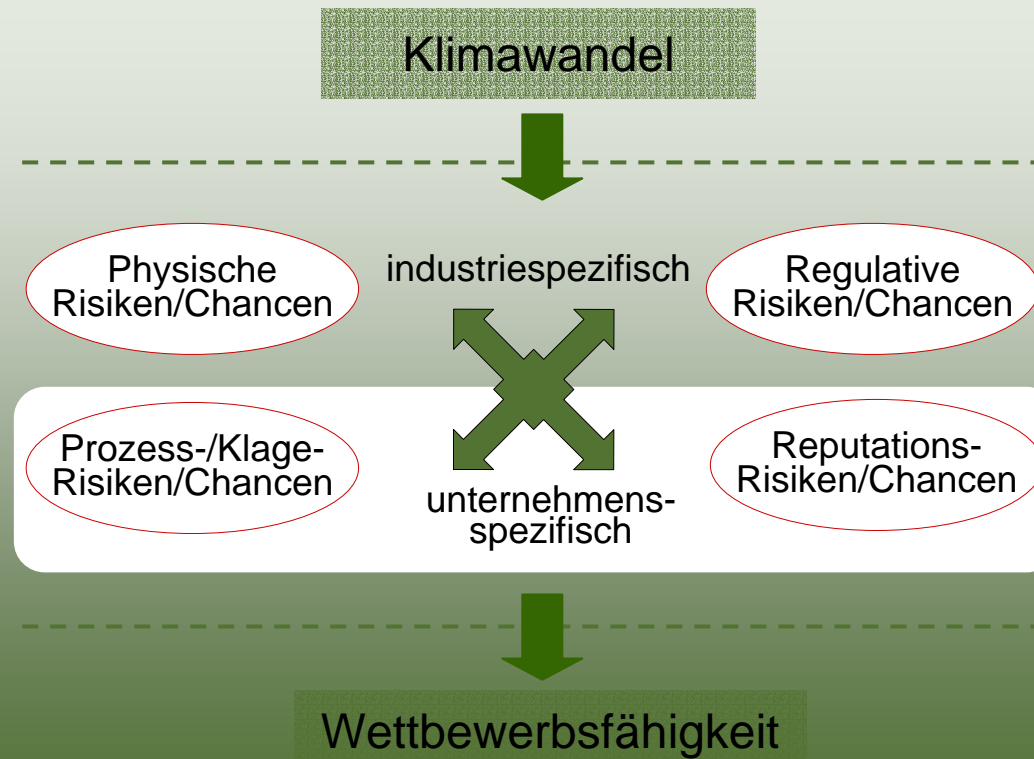 Klimawandel
Physische
Risiken/Chancen
industriespezifisch
Regulative
Risiken/Chancen
Prozess-/Klage-
Risiken/Chancen
unternehmens-
spezifisch
Reputations-
Risiken/Chancen
Wettbewerbsfähigkeit